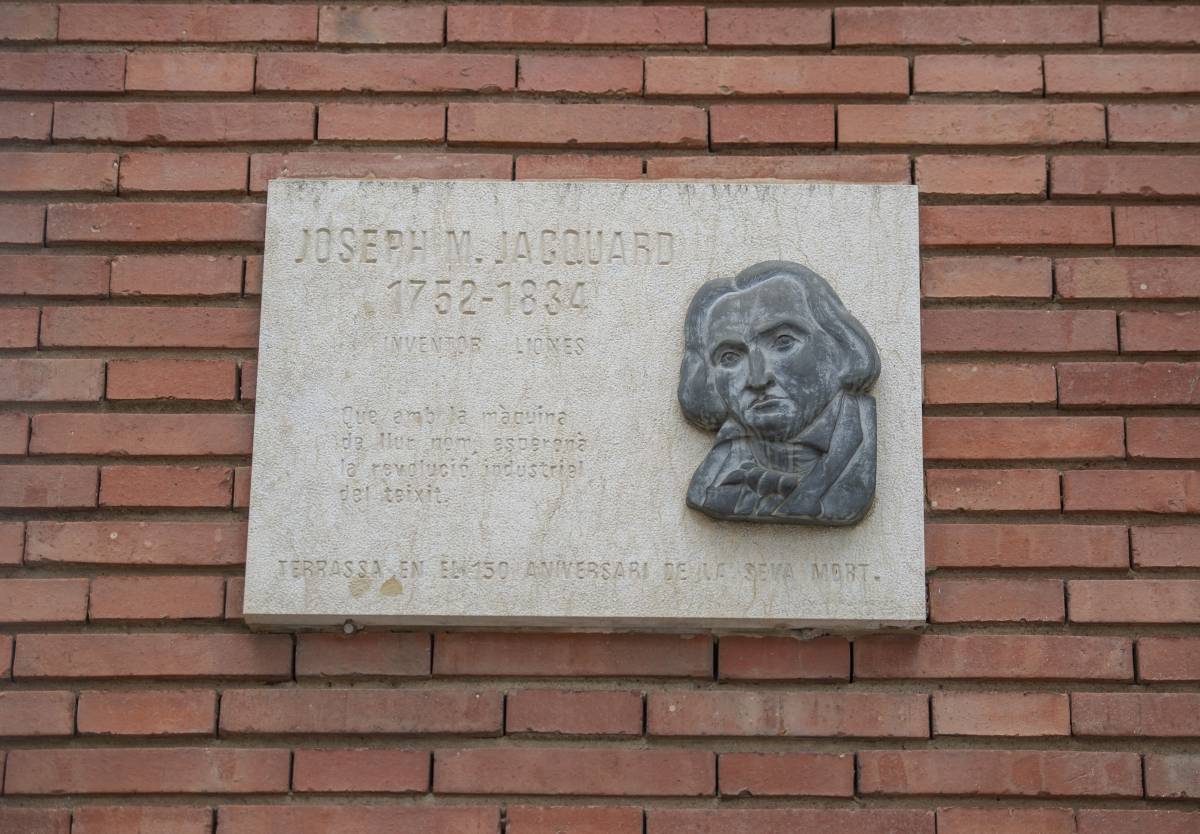 JOSEPH M. JACQUARD
1752-1834
INVENTOR LIONES
Que amb la màquina
de llur nom, esperonà
la revolució industrial
del teixit.
TERRASSA EN EL 150 ANIVERSARI DE LA SEVA MORT.